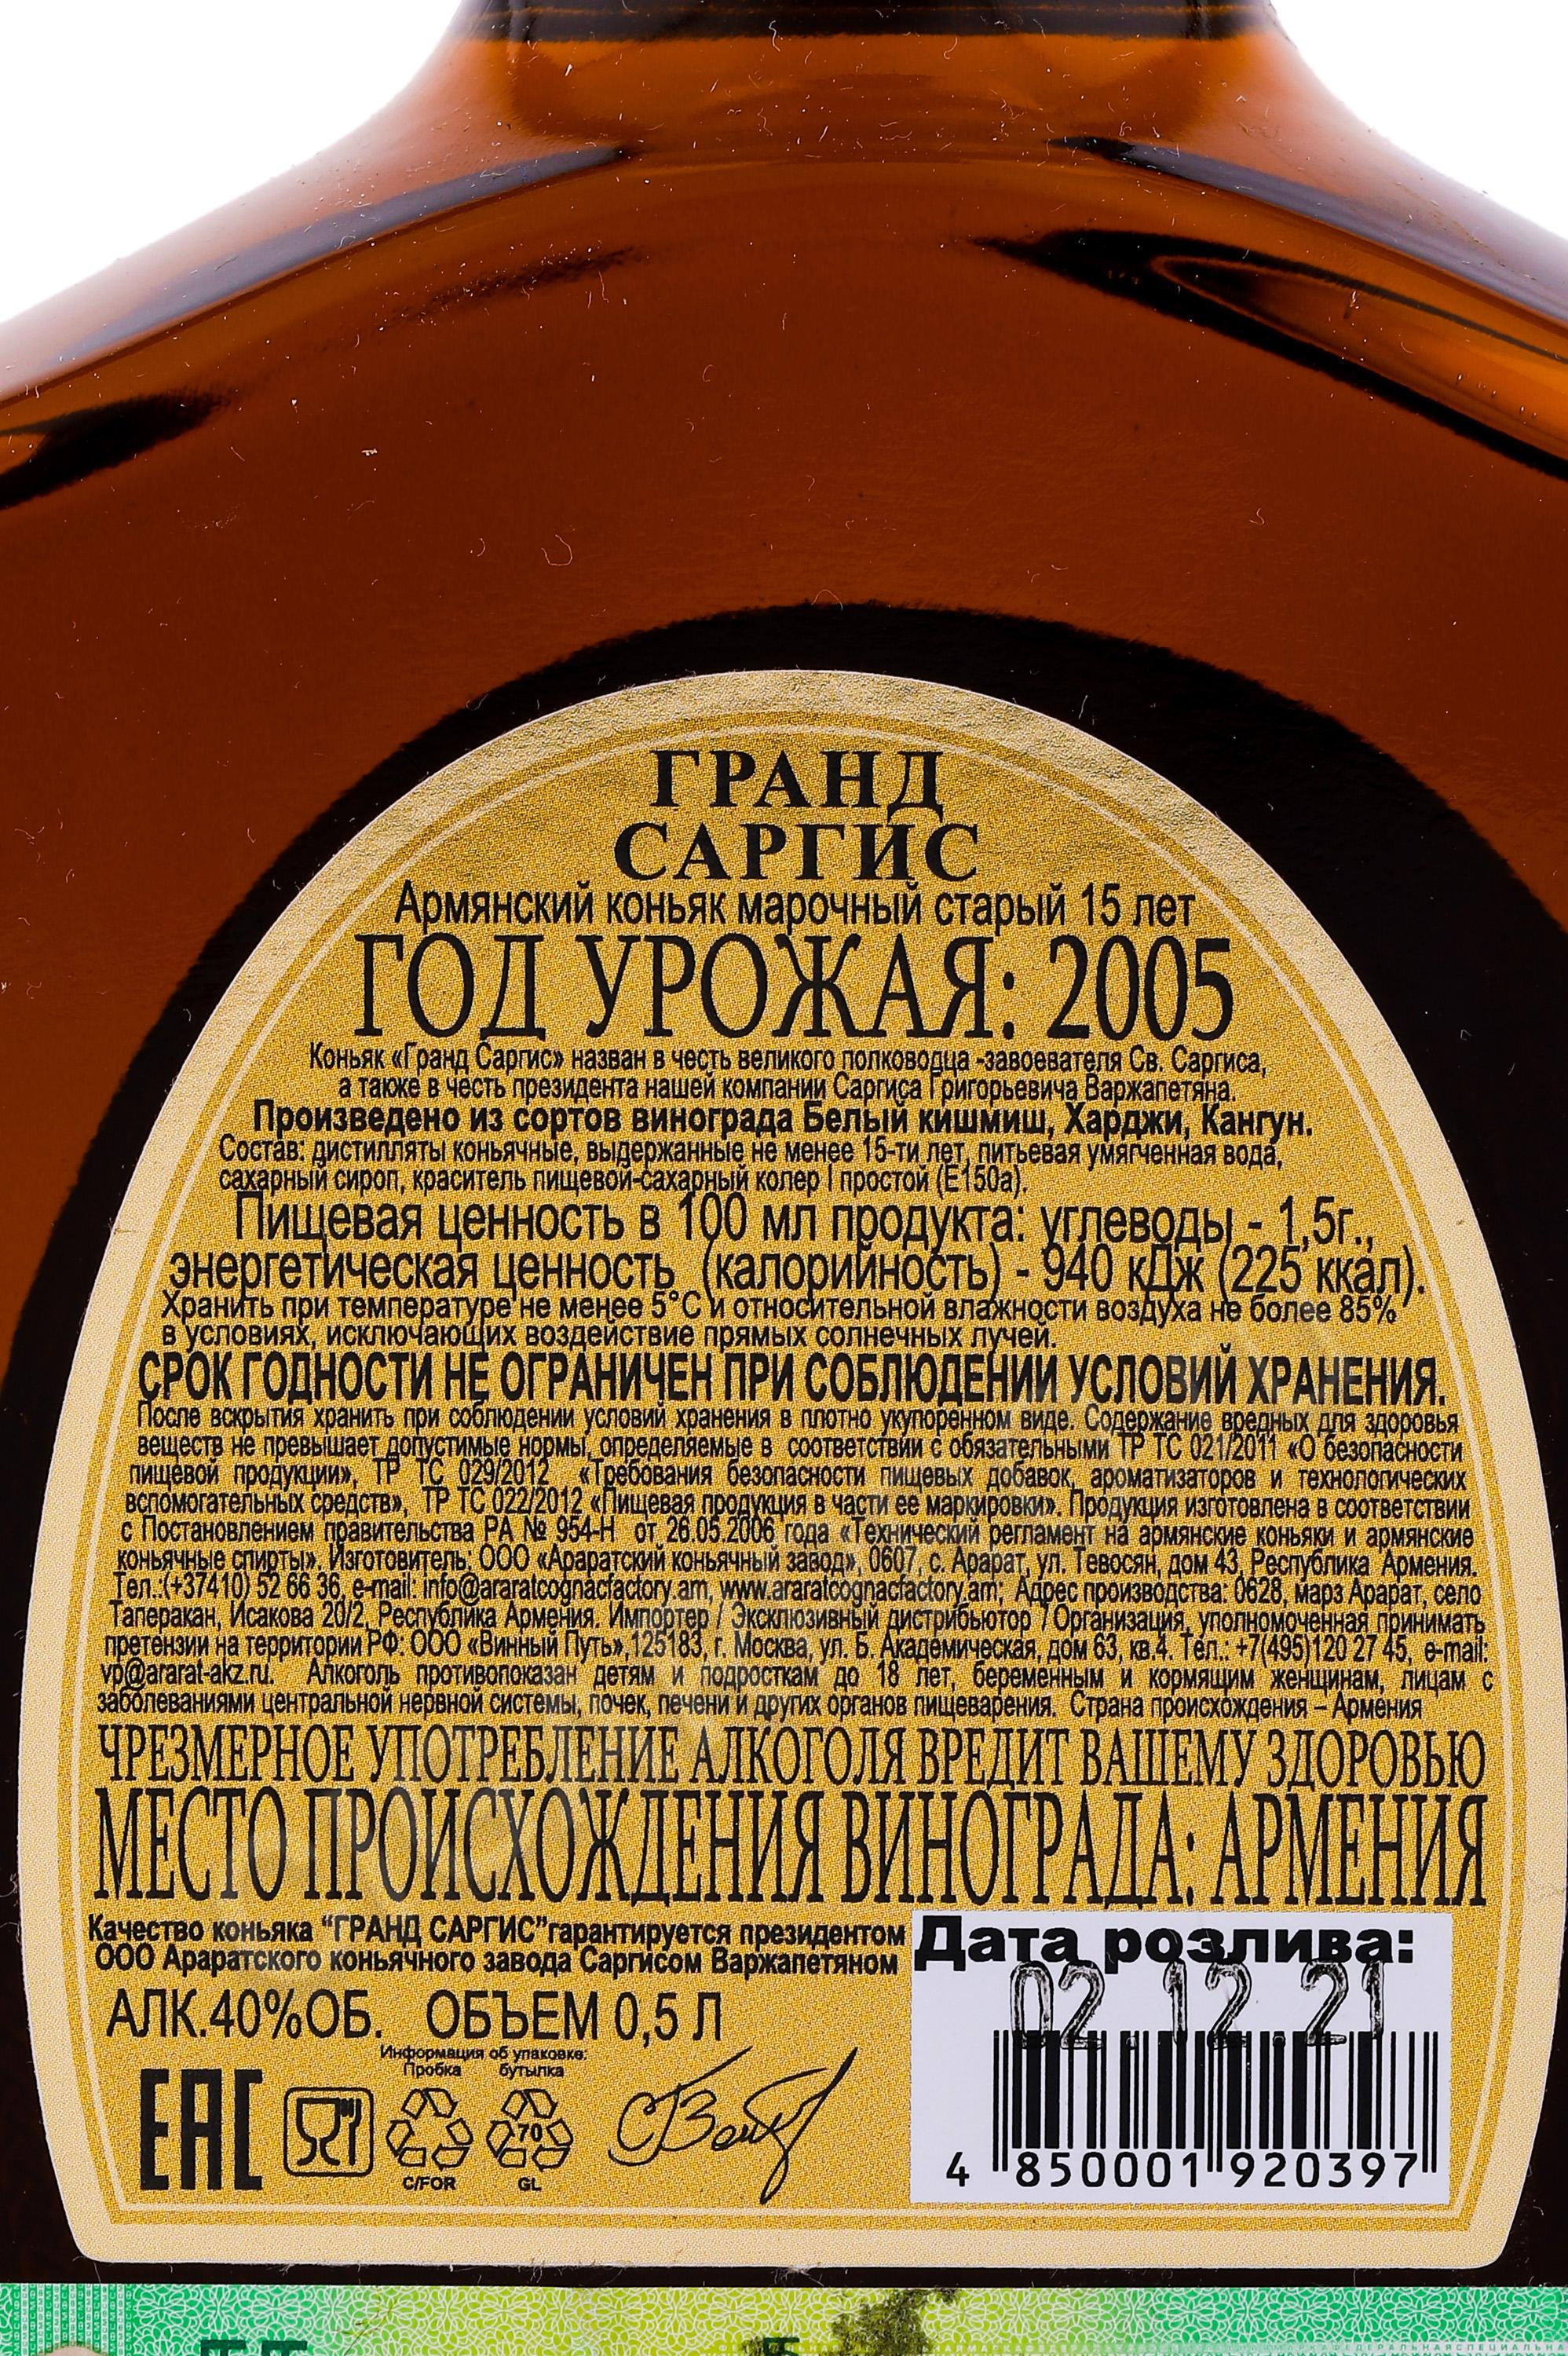 ГРАНД
САРГИС
Армянский коньяк марочный старый 15 лет
ГОД УРОЖАЯ: 2005
Коньяк «Гранд Саргис» назван в честь великого полководца -завоевателя Св. Саргиса,
а также в честь президента нашей компании Саргиса Григорьевича Варжапетяна.
Произведено из сортов винограда Белый кишмиш, Харджи, Кангун.
Состав: дистилляты коньячные, выдержанные не менее 15-ти лет, питьевая умягченная вода,
сахарный сироп, краситель пищевой-сахарный колер I простой (Е150а).
Пищевая ценность в 100 мл продукта: углеводы - 1,5г.,
энергетическая ценность (калорийность) - 940 кДж (225 ккал).
Хранить при температуре не менее 5°С и относительной влажности воздуха не более 85%
в условиях, исключающих воздействие прямых солнечных лучей.
СРОК ГОДНОСТИ НЕ ОГРАНИЧЕН ПРИ СОБЛЮДЕНИИ УСЛОВИЙ ХРАНЕНИЯ.
После вскрытия хранить при соблюдении условий хранения в плотно укупоренном виде. Содержание вредных для здоровья
веществ не превышает допустимые нормы, определяемые в соответствии с обязательными ТР ТС 021/2011 «О безопасности
пищевой продукции», ТР ТС 029/2012 «Требования безопасности пищевых добавок, ароматизаторов и технологических
вспомогательных средств», ТР ТС 022/2012 «Пищевая продукция в части ее маркировки». Продукция изготовлена в соответствии
с Постановлением правительства РА № 954-Н от 26.05.2006 года «Технический регламент на армянские коньяки и армянские
коньячные спирты». Изготовитель: ООО «Араратский коньячный завод», 0607, с. Арарат, ул. Тевосян, дом 43, Республика Армения.
Тел.:(+37410) 52 66 36, e-mail: info@araratcognacfactory.am, www.araratcognacfactory.am; Адрес производства: 0628, марз Арарат, село
Таперакан, Исакова 20/2, Республика Армения. Импортер / Эксклюзивный дистрибьютор / Организация, уполномоченная принимать
претензии на территории РФ: ООО «Винный Путь», 125183, г. Москва, ул. Б. Академическая, дом 63, кв.4. Тел.: +7(495)120 27 45, e-mail:
vp@ararat-akz.ru. Алкоголь противопоказан детям и подросткам до 18 лет, беременным и кормящим женщинам, лицам с
заболеваниями центральной нервной системы, почек, печени и других органов пищеварения. Страна происхождения – Армения
ЧРЕЗМЕРНОЕ УПОТРЕБЛЕНИЕ АЛКОГОЛЯ ВРЕДИТ ВАШЕМУ ЗДОРОВЬЮ
МЕСТО ПРОИСХОЖДЕНИЯ ВИНОГРАДА: АРМЕНИЯ
Качество коньяка “ГРАНД САРГИС”гарантируется президентом
ООО Араратского коньячного завода Саргисом Варжапетяном
АЛК.40%ОБ. ОБЪЕМ 0,5 Л
Информация об упаковке:
Пробка бутылка
EAC
70
C/FOR GL
Дата розлива:
02.12.21
4 850001 920397